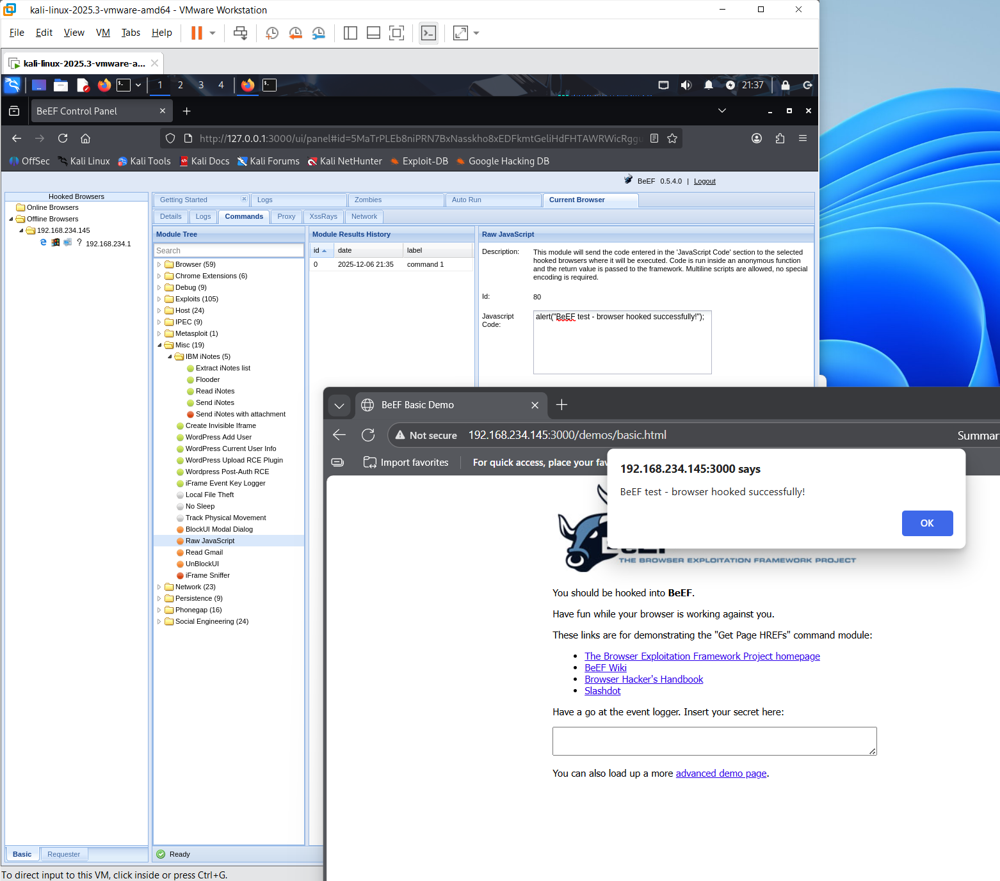 kali-linux-2025.3-vmware-amd64 - VMware Workstation
File Edit View VM Tabs Help
kali-linux-2025.3-vmware-a...
1 2 3 4 21:37
BeEF Control Panel
http://127.0.0.1:3000/ui/panel#id=5MaTrPLEb8niPRN7BxNasskho8xEDFkmtGeliHdFHTAWRWicRggu
OffSec Kali Linux Kali Tools Kali Docs Kali Forums Kali NetHunter Exploit-DB Google Hacking DB
BeEF 0.5.4.0 | Logout
Hooked Browsers
Online Browsers
Offline Browsers
192.168.234.145
? 192.168.234.1
Getting Started Logs Zombies Auto Run Current Browser
Details Logs Commands Proxy XssRays Network
Module Tree
Search
Browser (59)
Chrome Extensions (6)
Debug (9)
Exploits (105)
Host (24)
IPEC (9)
Metasploit (1)
Misc (19)
IBM iNotes (5)
Extract iNotes list
Flooder
Read iNotes
Send iNotes
Send iNotes with attachment
Create Invisible Iframe
WordPress Add User
WordPress Current User Info
WordPress Upload RCE Plugin
Wordpress Post-Auth RCE
iFrame Event Key Logger
Local File Theft
No Sleep
Track Physical Movement
BlockUI Modal Dialog
Raw JavaScript
Read Gmail
UnBlockUI
iFrame Sniffer
Network (23)
Persistence (9)
Phonegap (16)
Social Engineering (24)
Module Results History
id date label
0 2025-12-06 21:35 command 1
Raw JavaScript
Description: This module will send the code entered in the 'JavaScript Code' section to the selected
hooked browsers where it will be executed. Code is run inside an anonymous function
and the return value is passed to the framework. Multiline scripts are allowed, no special
encoding is required.
Id: 80
Javascript
Code:
alert("BeEF test - browser hooked successfully!");
BeEF Basic Demo
Not secure 192.168.234.145:3000/demos/basic.html Summar
Import favorites For quick access, place your fav
192.168.234.145:3000 says
BeEF test - browser hooked successfully!
OK
THE BROWSER EXPLOITATION FRAMEWORK PROJECT
You should be hooked into BeEF.
Have fun while your browser is working against you.
These links are for demonstrating the "Get Page HREFs" command module:
The Browser Exploitation Framework Project homepage
BeEF Wiki
Browser Hacker's Handbook
Slashdot
Have a go at the event logger. Insert your secret here:
You can also load up a more advanced demo page.
Basic Requester
Ready
To direct input to this VM, click inside or press Ctrl+G.